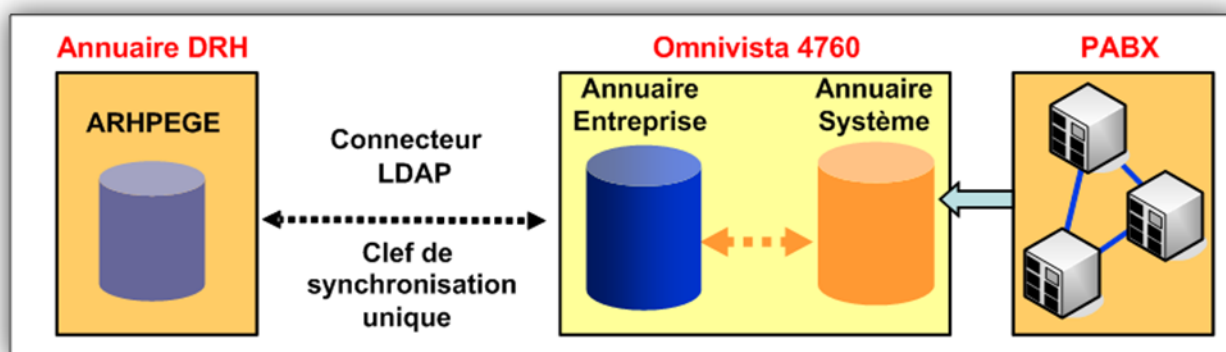 Annuaire DRH
ARHPEGE
Connecteur
LDAP
Clef de
synchronisation
unique
Omnivista 4760
Annuaire
Entreprise
Annuaire
Système
PABX